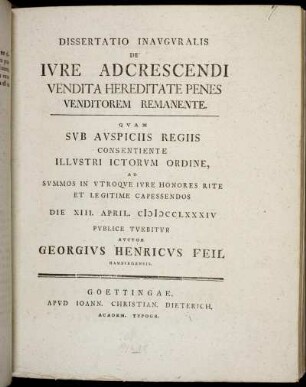 DISSERTATIO INAVGVRALIS
DE
IVRE ADCRESCENDI
VENDITA HEREDITATE PENES
VENDITOREM REMANENTE.
QVAM
SVB AVSPICIIS REGIIS
CONSENTIENTE
ILLVSTRI ICTORVM ORDINE,
AD
SVMMOS IN VTROQVE IVRE HONORES RITE
ET LEGITIME CAPESSENDOS
DIE XIII. APRIL. CIƆIƆCCLXXXIV
PVBLICE TVEBITVR
AVCTOR
GEORGIVS HENRICVS FEIL
HAMBVRGENSIS.
GOETTINGAE,
APVD IOANN. CHRISTIAN. DIETERICH,
ACADEM. TYPOGR.